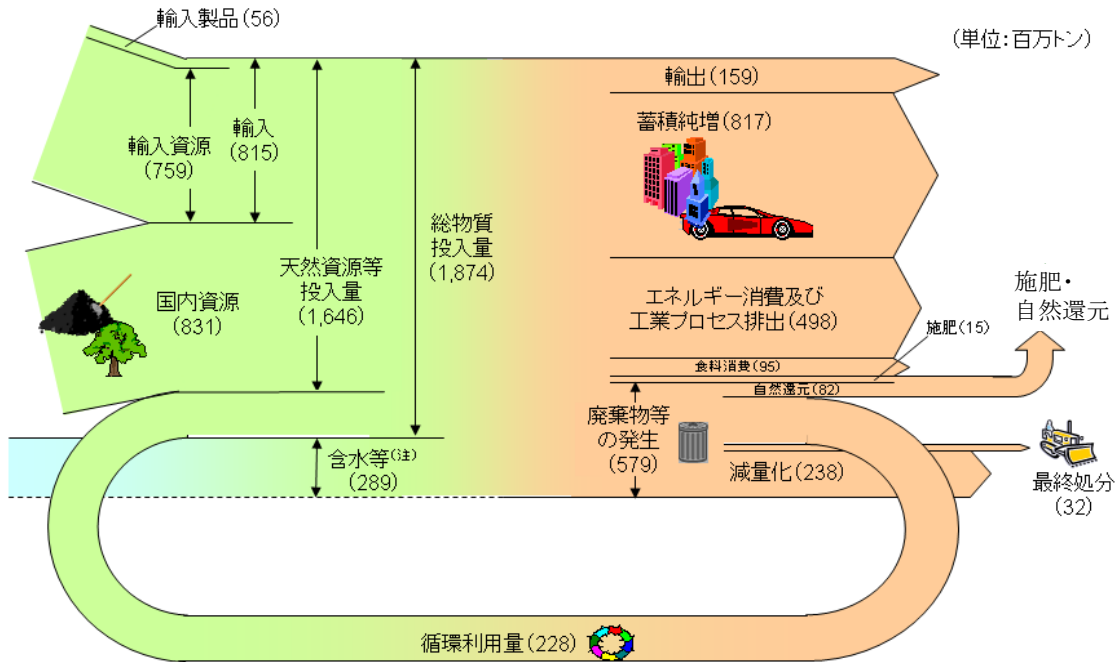 輸入製品(56)
(単位:百万トン)
輸出(159)
蓄積純増(817)
輸入資源
(759)
輸入
(815)
総物質
投入量
(1,874)
天然資源等
投入量
(1,646)
国内資源
(831)
エネルギー消費及び
工業プロセス排出(498)
施肥・
自然還元
施肥(15)
食料消費(95)
自然還元(82)
廃棄物等
の発生
(579)
含水等(注)
(289)
減量化(238)
最終処分
(32)
循環利用量(228)